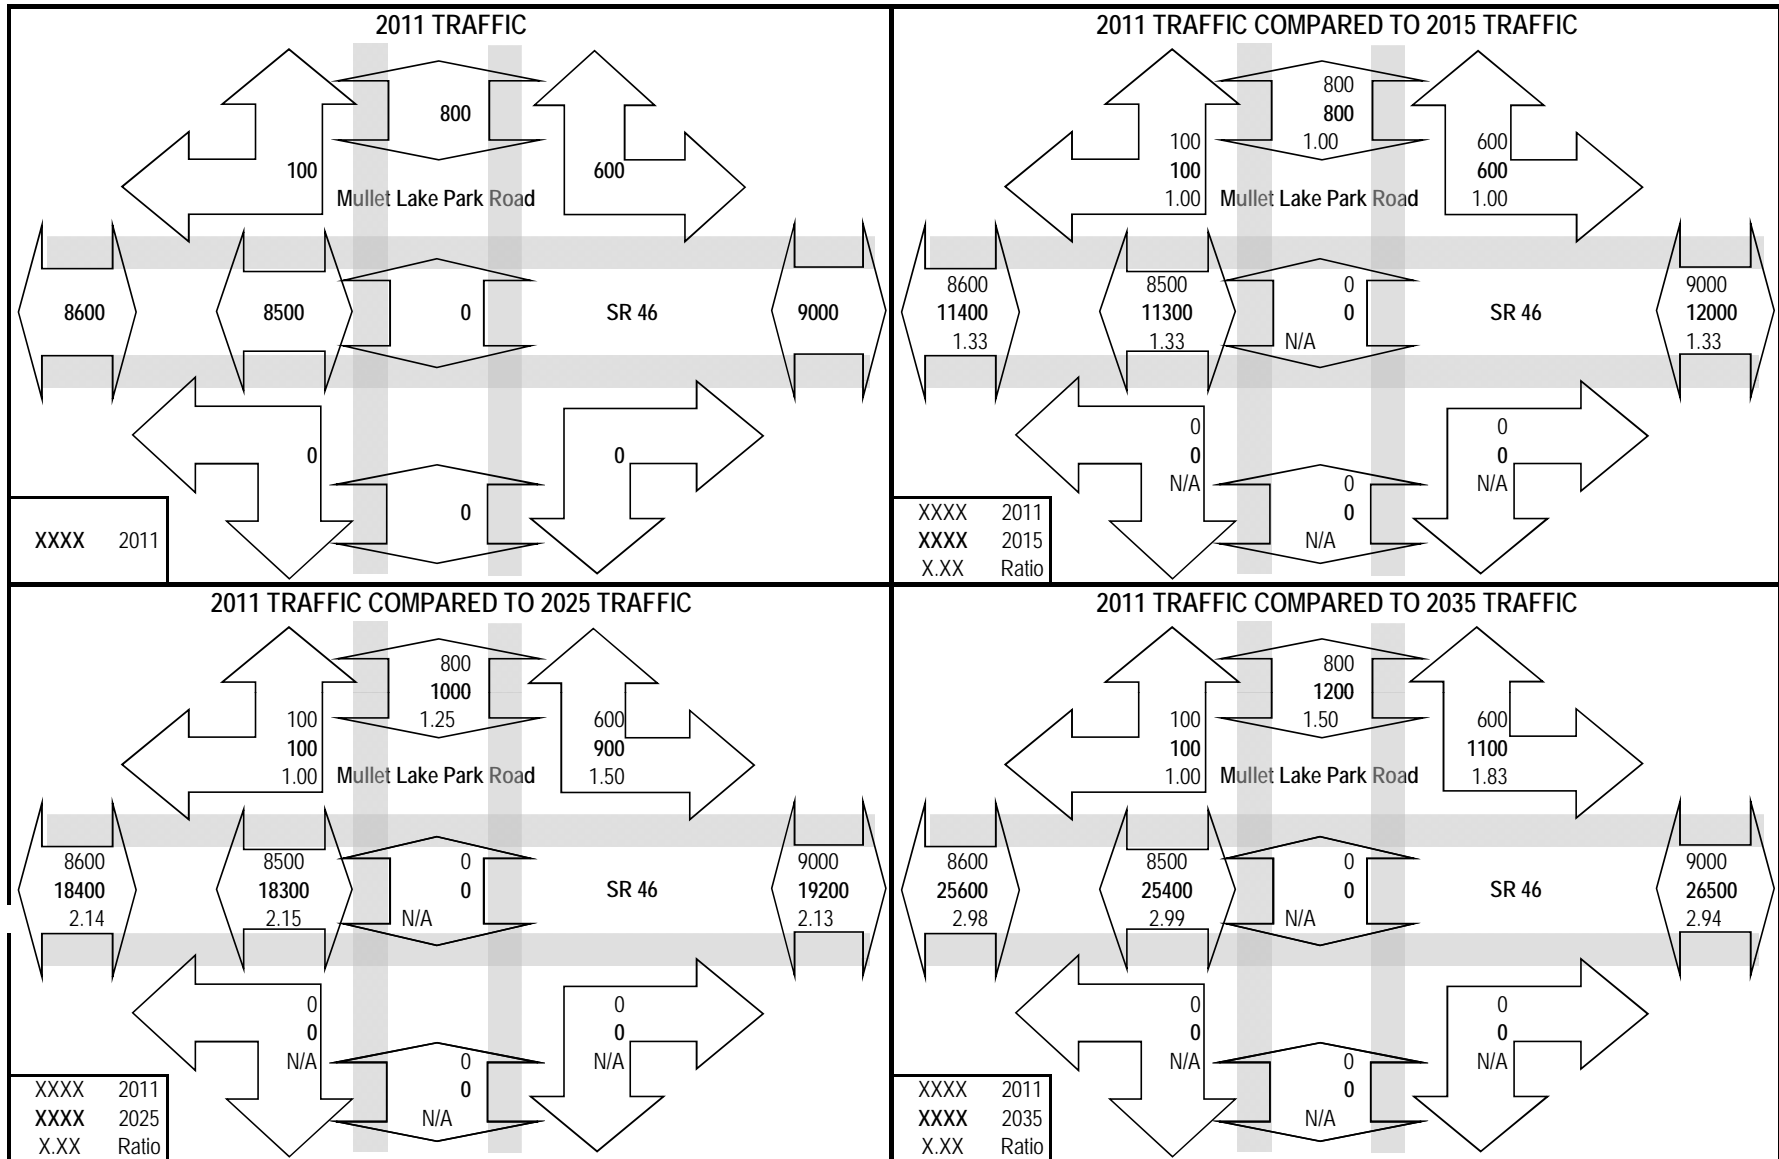 2011 TRAFFIC
800
100
600
Mullet Lake Park Road
8600
8500
0
SR 46
9000
0
0
0
XXXX 2011
2011 TRAFFIC COMPARED TO 2015 TRAFFIC
800
800
1.00
100
100
1.00
600
600
1.00
Mullet Lake Park Road
8600
11400
1.33
8500
11300
1.33
0
0
N/A
SR 46
9000
12000
1.33
0
0
N/A
0
0
N/A
0
0
N/A
XXXX 2011
XXXX 2015
X.XX Ratio
2011 TRAFFIC COMPARED TO 2025 TRAFFIC
800
1000
1.25
100
100
1.00
600
900
1.50
Mullet Lake Park Road
8600
18400
2.14
8500
18300
2.15
0
0
N/A
SR 46
9000
19200
2.13
0
0
N/A
0
0
N/A
0
0
N/A
XXXX 2011
XXXX 2025
X.XX Ratio
2011 TRAFFIC COMPARED TO 2035 TRAFFIC
800
1200
1.50
100
100
1.00
600
1100
1.83
Mullet Lake Park Road
8600
25600
2.98
8500
25400
2.99
0
0
N/A
SR 46
9000
26500
2.94
0
0
N/A
0
0
N/A
0
0
N/A
XXXX 2011
XXXX 2035
X.XX Ratio